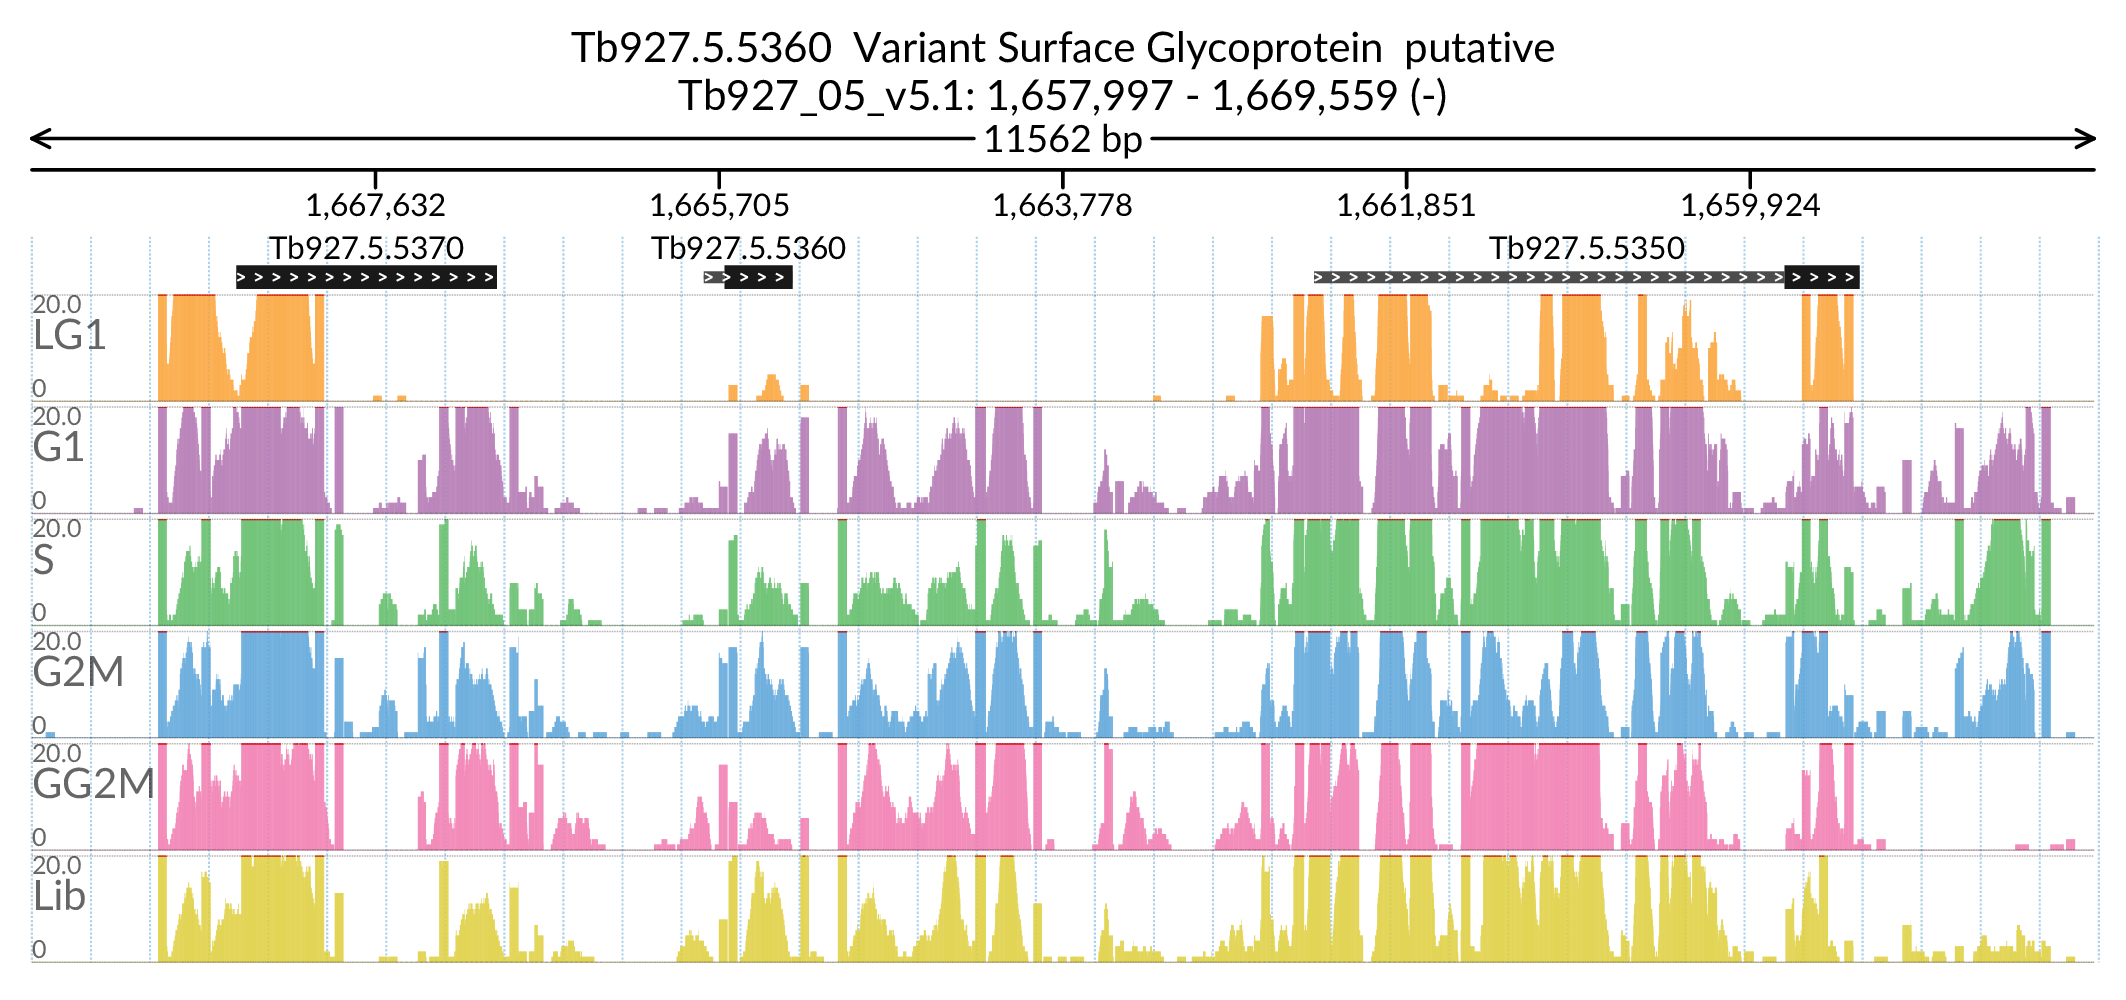 Tb927.5.5360  Variant Surface Glycoprotein  putative
Tb927_05_v5.1: 1,657,997 - 1,669,559 (-)
11562 bp
1,667,632 1,665,705 1,663,778 1,661,851 1,659,924
Tb927.5.5370 Tb927.5.5360 Tb927.5.5350
20.0
LG1
0
20.0
G1
0
20.0
S
0
20.0
G2M
0
20.0
GG2M
0
20.0
Lib
0